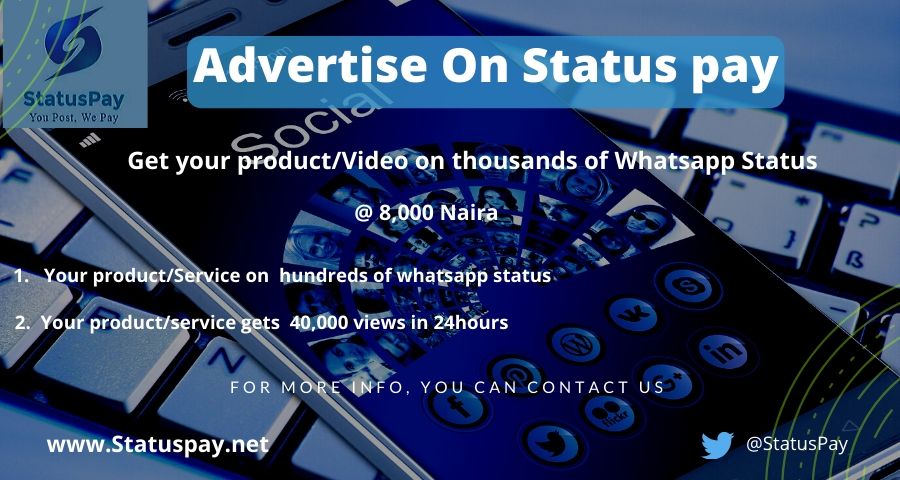 StatusPay
You Post, We Pay
Advertise On Status pay
Social
Get your product/Video on thousands of Whatsapp Status
@ 8,000 Naira
1. Your product/Service on hundreds of whatsapp status
2. Your product/service gets 40,000 views in 24hours
FOR MORE INFO, YOU CAN CONTACT US
flickr
www.Statuspay.net
@StatusPay